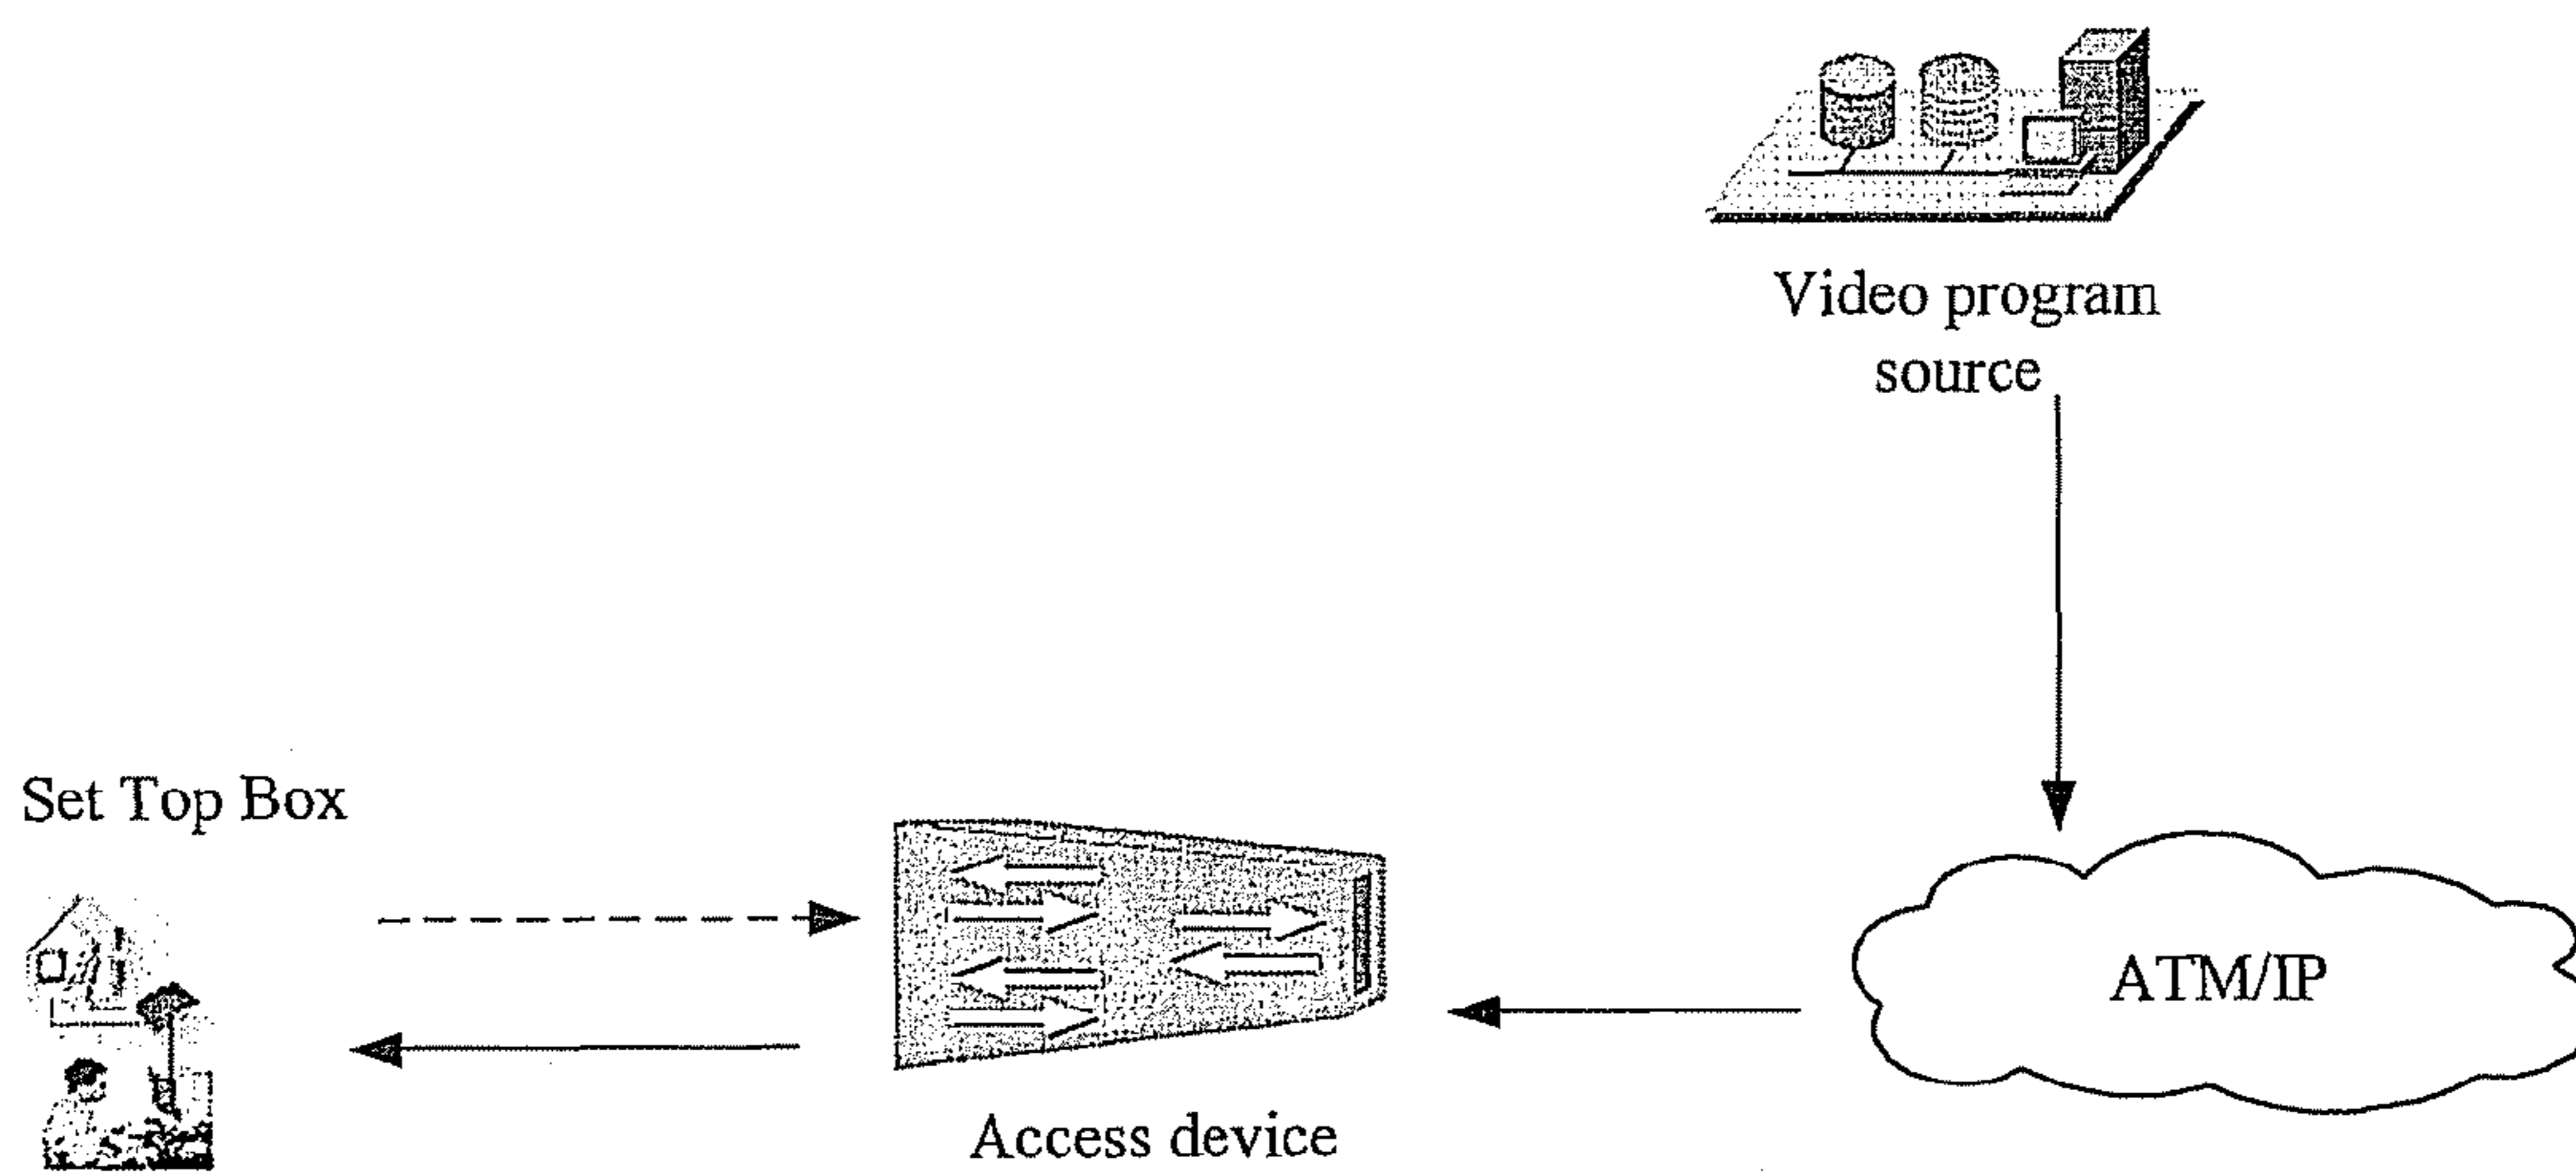 Video program
source
Set Top Box
ATM/IP
Access device